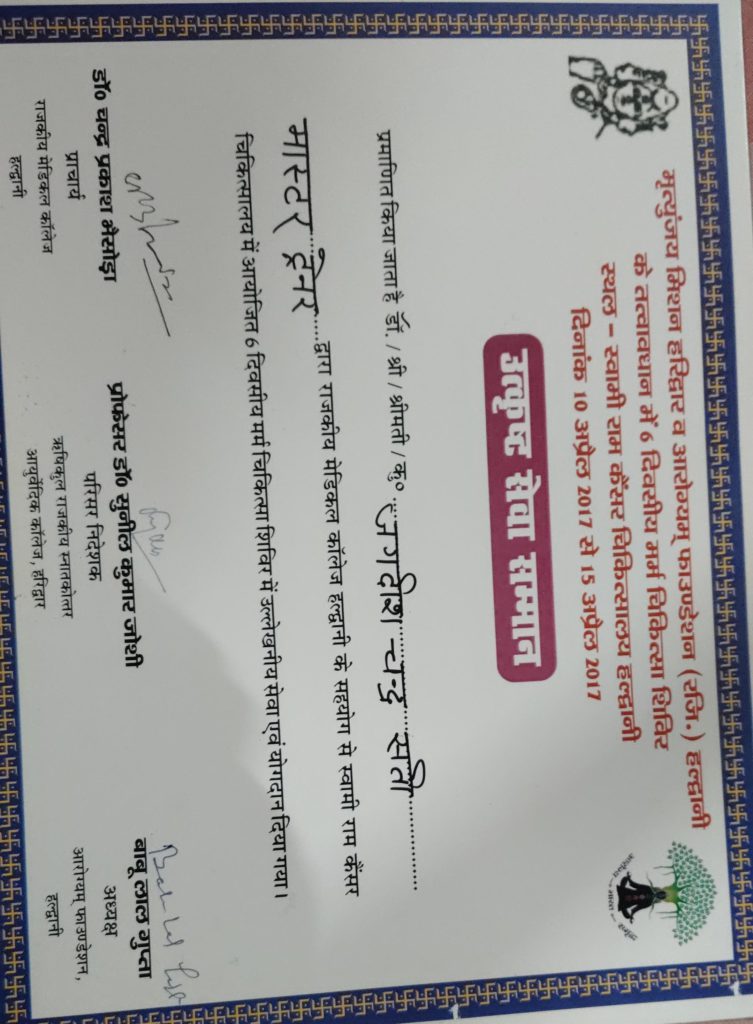 मृत्युंजय मिशन हरिद्वार व आरोग्यम् फाउण्डेशन (रजि.) हल्द्वानी
के तत्वावधान में 6 दिवसीय मर्म चिकित्सा शिविर
स्थल – स्वामी राम कैंसर चिकित्सालय हल्द्वानी
दिनांक 10 अप्रैल 2017 से 15 अप्रैल 2017
उत्कृष्ट सेवा सम्मान
प्रमाणित किया जाता है डॉ. / श्री / श्रीमती / कु० जगदीश चन्द्र सती
मास्टर ट्रेनर द्वारा राजकीय मेडिकल कॉलेज हल्द्वानी के सहयोग से स्वामी राम कैंसर
चिकित्सालय में आयोजित 6 दिवसीय मर्म चिकित्सा शिविर में उल्लेखनीय सेवा एवं योगदान दिया गया।
डॉ० चन्द्र प्रकाश भैसोड़ा
प्राचार्य
राजकीय मेडिकल कॉलेज
हल्द्वानी
प्रोफेसर डॉ० सुनील कुमार जोशी
परिसर निदेशक
ऋषिकुल राजकीय स्नातकोत्तर
आयुर्वेदिक कॉलेज, हरिद्वार
बाबू लाल गुप्ता
अध्यक्ष
आरोग्यम् फाउण्डेशन,
हल्द्वानी